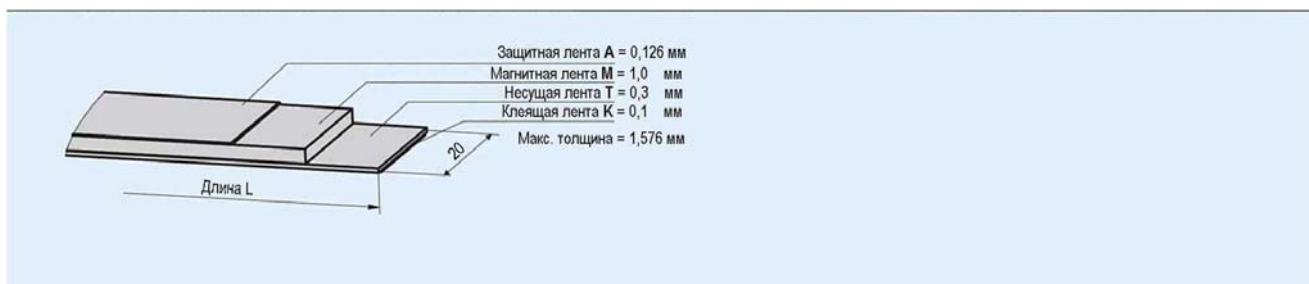 Защитная лента A = 0,126 мм
Магнитная лента M = 1,0 мм
Несущая лента T = 0,3 мм
Клеящая лента K = 0,1 мм
Макс. толщина = 1,576 мм
20
Длина L